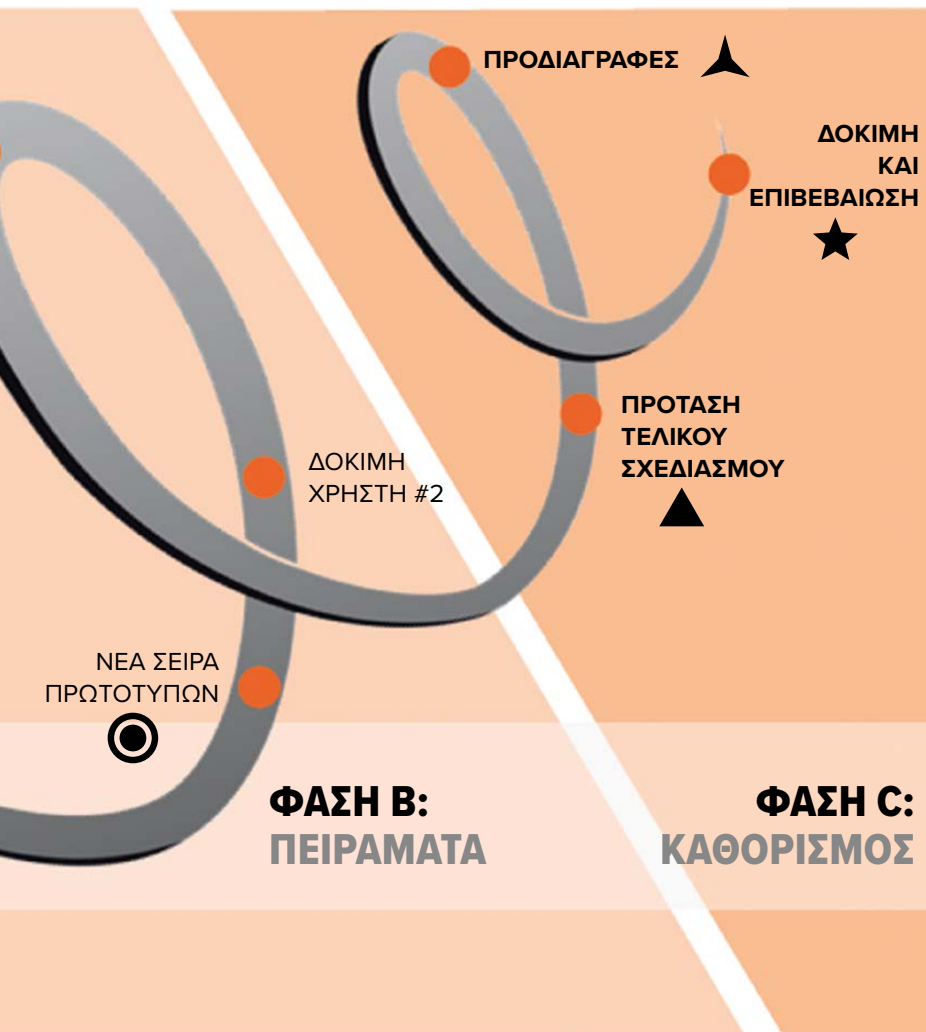 ΠΡΟΔΙΑΓΡΑΦΕΣ
ΔΟΚΙΜΗ
ΚΑΙ
ΕΠΙΒΕΒΑΙΩΣΗ
ΠΡΟΤΑΣΗ
ΤΕΛΙΚΟΥ
ΣΧΕΔΙΑΣΜΟΥ
ΔΟΚΙΜΗ
ΧΡΗΣΤΗ #2
ΝΕΑ ΣΕΙΡΑ
ΠΡΩΤΟΤΥΠΩΝ
ΦΑΣΗ Β:
ΠΕΙΡΑΜΑΤΑ
ΦΑΣΗ C:
ΚΑΘΟΡΙΣΜΟΣ